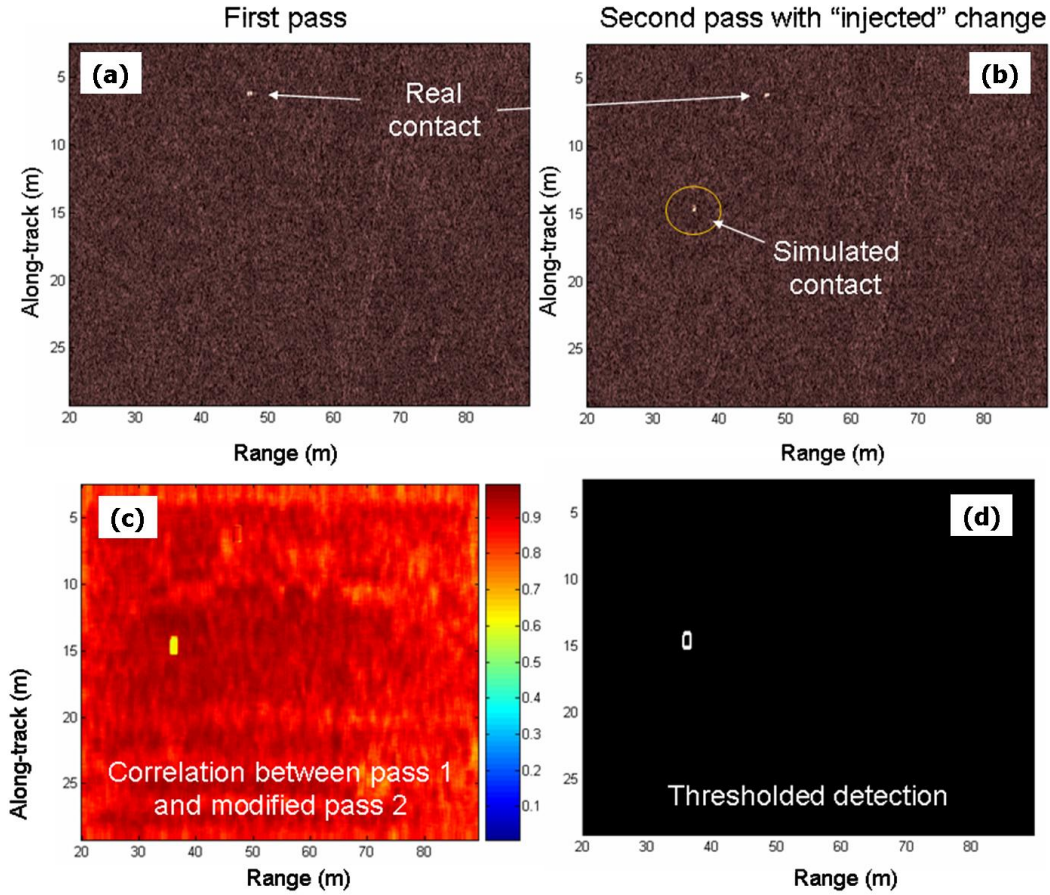 First pass
Second pass with “injected” change
(a)
Real
contact
(b)
Simulated
contact
5
10
15
20
25
Along-track (m)
20 30 40 50 60 70 80
Range (m)
5
10
15
20
25
Along-track (m)
20 30 40 50 60 70 80
Range (m)
(c)
5
10
15
20
25
Along-track (m)
20 30 40 50 60 70 80
Range (m)
Correlation between pass 1
and modified pass 2
0.9
0.8
0.7
0.6
0.5
0.4
0.3
0.2
0.1
(d)
5
10
15
20
25
20 30 40 50 60 70 80
Range (m)
Thresholded detection